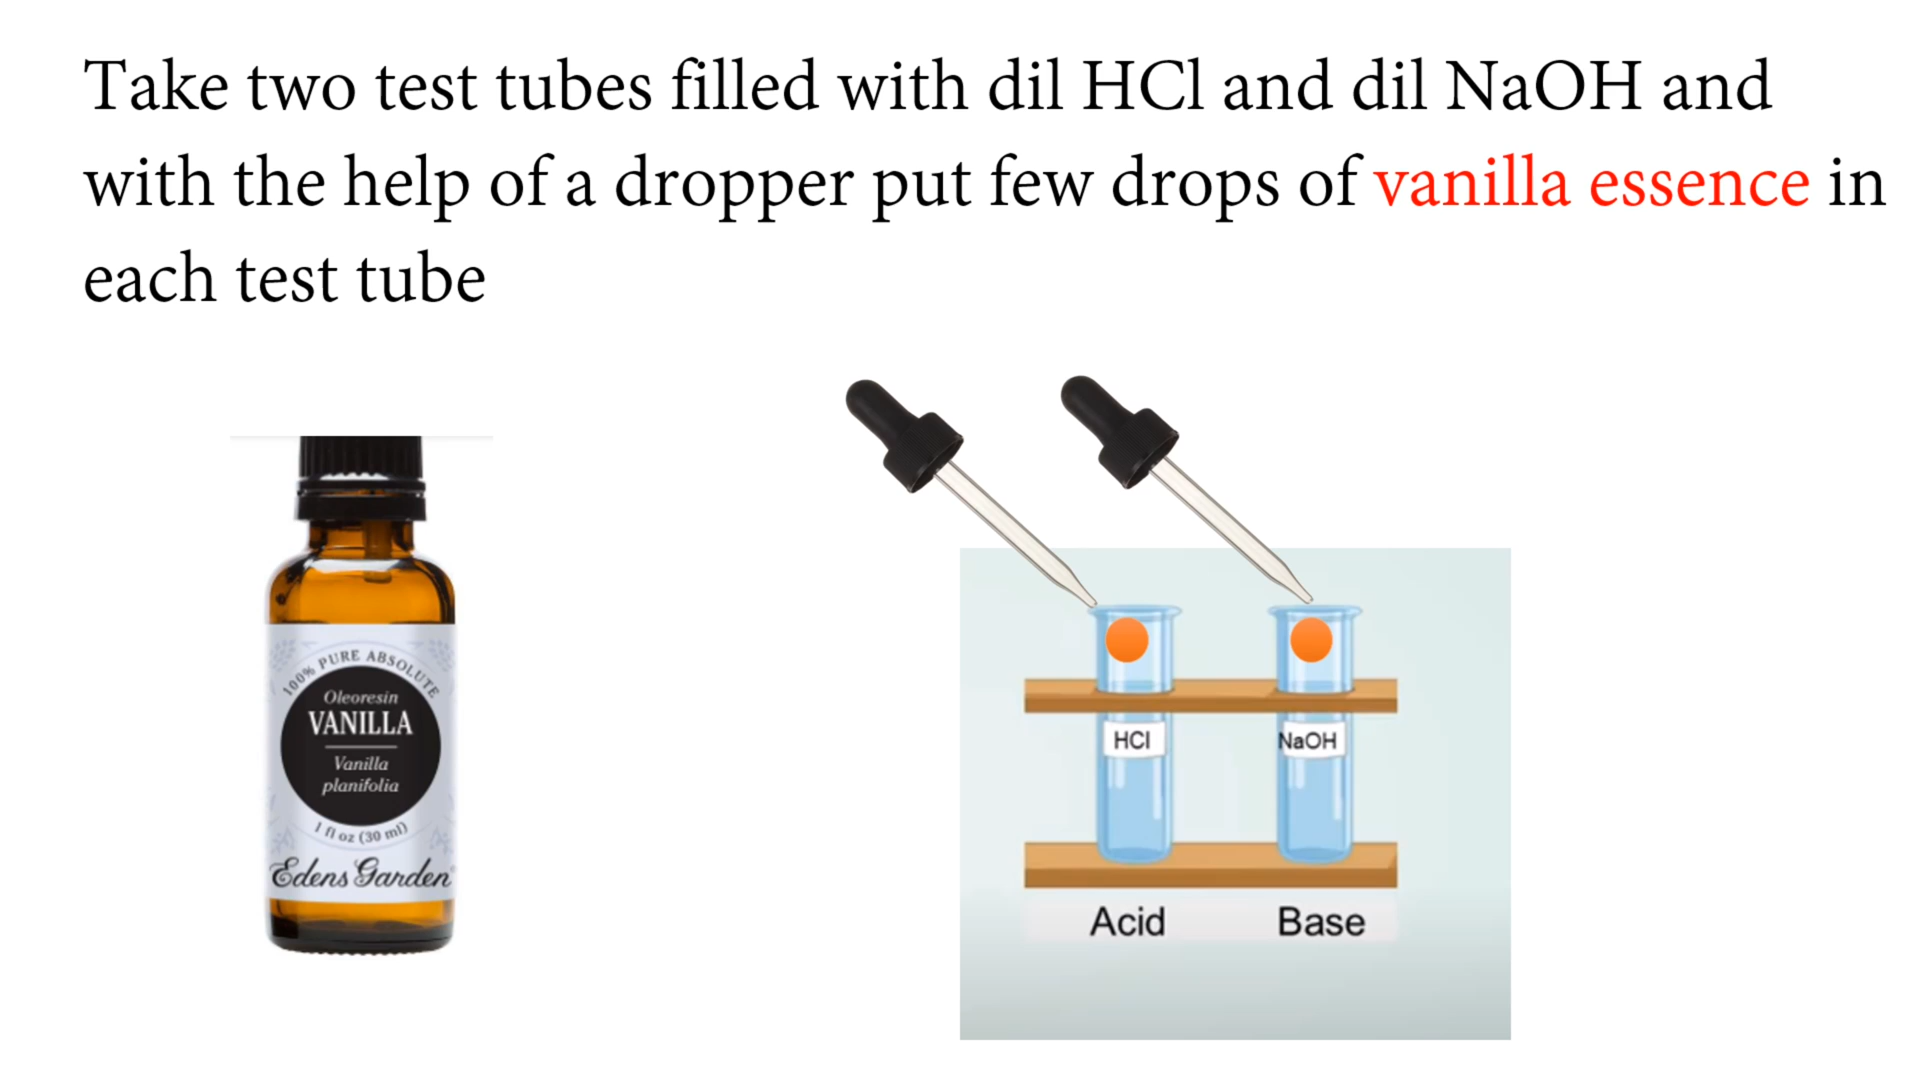 Take two test tubes filled with dil HCl and dil NaOH and
with the help of a dropper put few drops of vanilla essence in
each test tube
100% PURE ABSOLUTE
Oleoresin
VANILLA
Vanilla
planifolia
1 fl oz (30 ml)
Edens Garden
HCl
NaOH
Acid
Base